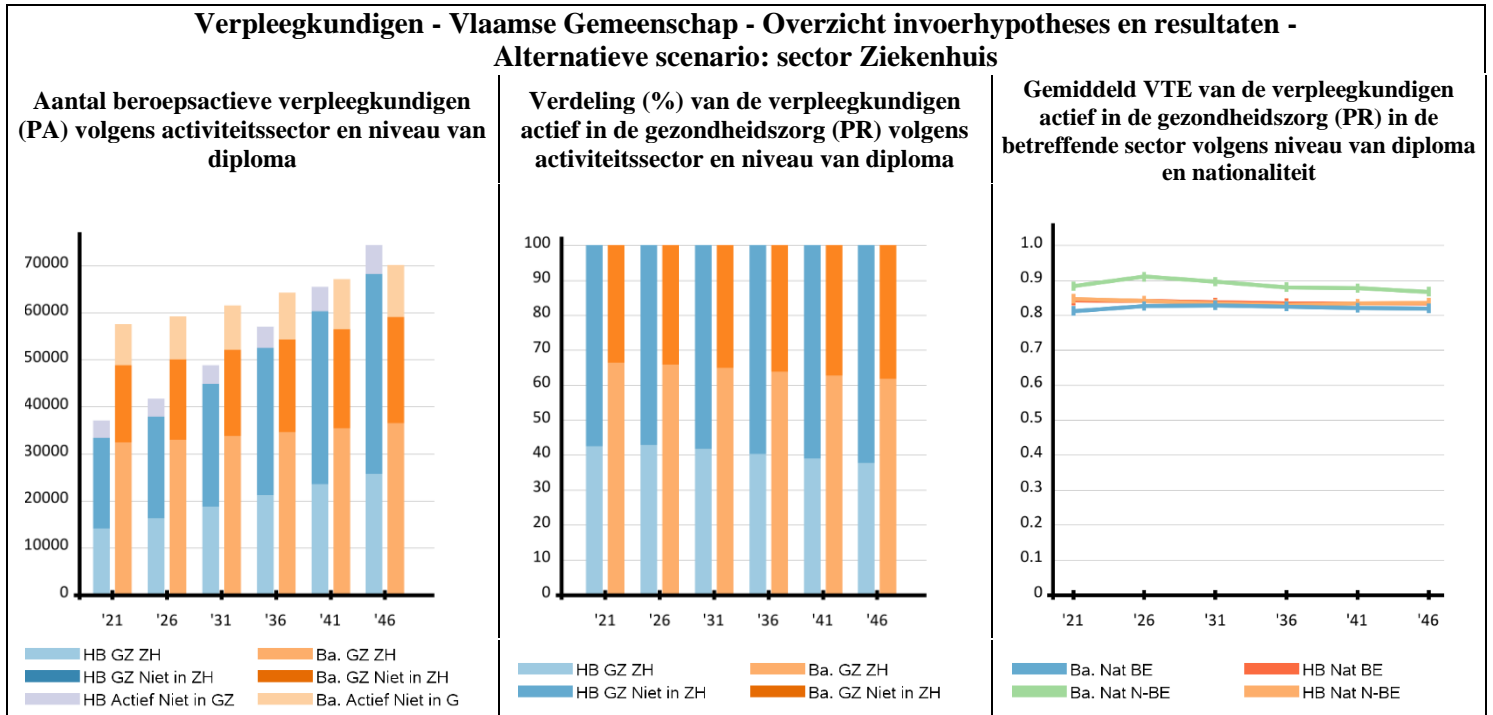 Verpleegkundigen - Vlaamse Gemeenschap - Overzicht invoerhypotheses en resultaten -
Alternatieve scenario: sector Ziekenhuis
Aantal beroepsactieve verpleegkundigen
(PA) volgens activiteitssector en niveau van
diploma
70000
60000
50000
40000
30000
20000
10000
0
'21 '26 '31 '36 '41 '46
HB GZ ZH Ba. GZ ZH
HB GZ Niet in ZH Ba. GZ Niet in ZH
HB Actief Niet in GZ Ba. Actief Niet in G
Verdeling (%) van de verpleegkundigen
actief in de gezondheidszorg (PR) volgens
activiteitssector en niveau van diploma
100
90
80
70
60
50
40
30
20
10
0
'21 '26 '31 '36 '41 '46
HB GZ ZH Ba. GZ ZH
HB GZ Niet in ZH Ba. GZ Niet in ZH
Gemiddeld VTE van de verpleegkundigen
actief in de gezondheidszorg (PR) in de
betreffende sector volgens niveau van diploma
en nationaliteit
1.0
0.9
0.8
0.7
0.6
0.5
0.4
0.3
0.2
0.1
0
'21 '26 '31 '36 '41 '46
Ba. Nat BE HB Nat BE
Ba. Nat N-BE HB Nat N-BE